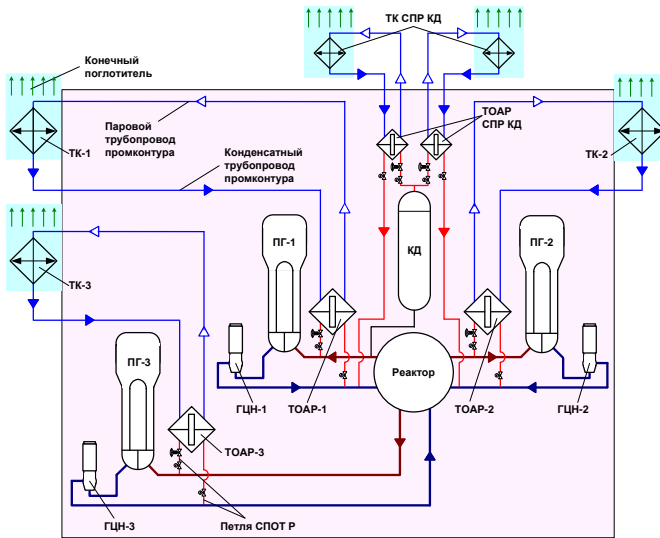 ТК СПР КД
Конечный
поглотитель
Паровой
трубопровод
промконтура
ТОАР
СПР КД
ТК-1
ТК-2
Конденсатный
трубопровод
промконтура
ПГ-1
КД
ПГ-2
ТК-3
ПГ-3
Реактор
ГЦН-1
ТОАР-1
ТОАР-2
ГЦН-2
ТОАР-3
ГЦН-3
Петля СПОТ Р